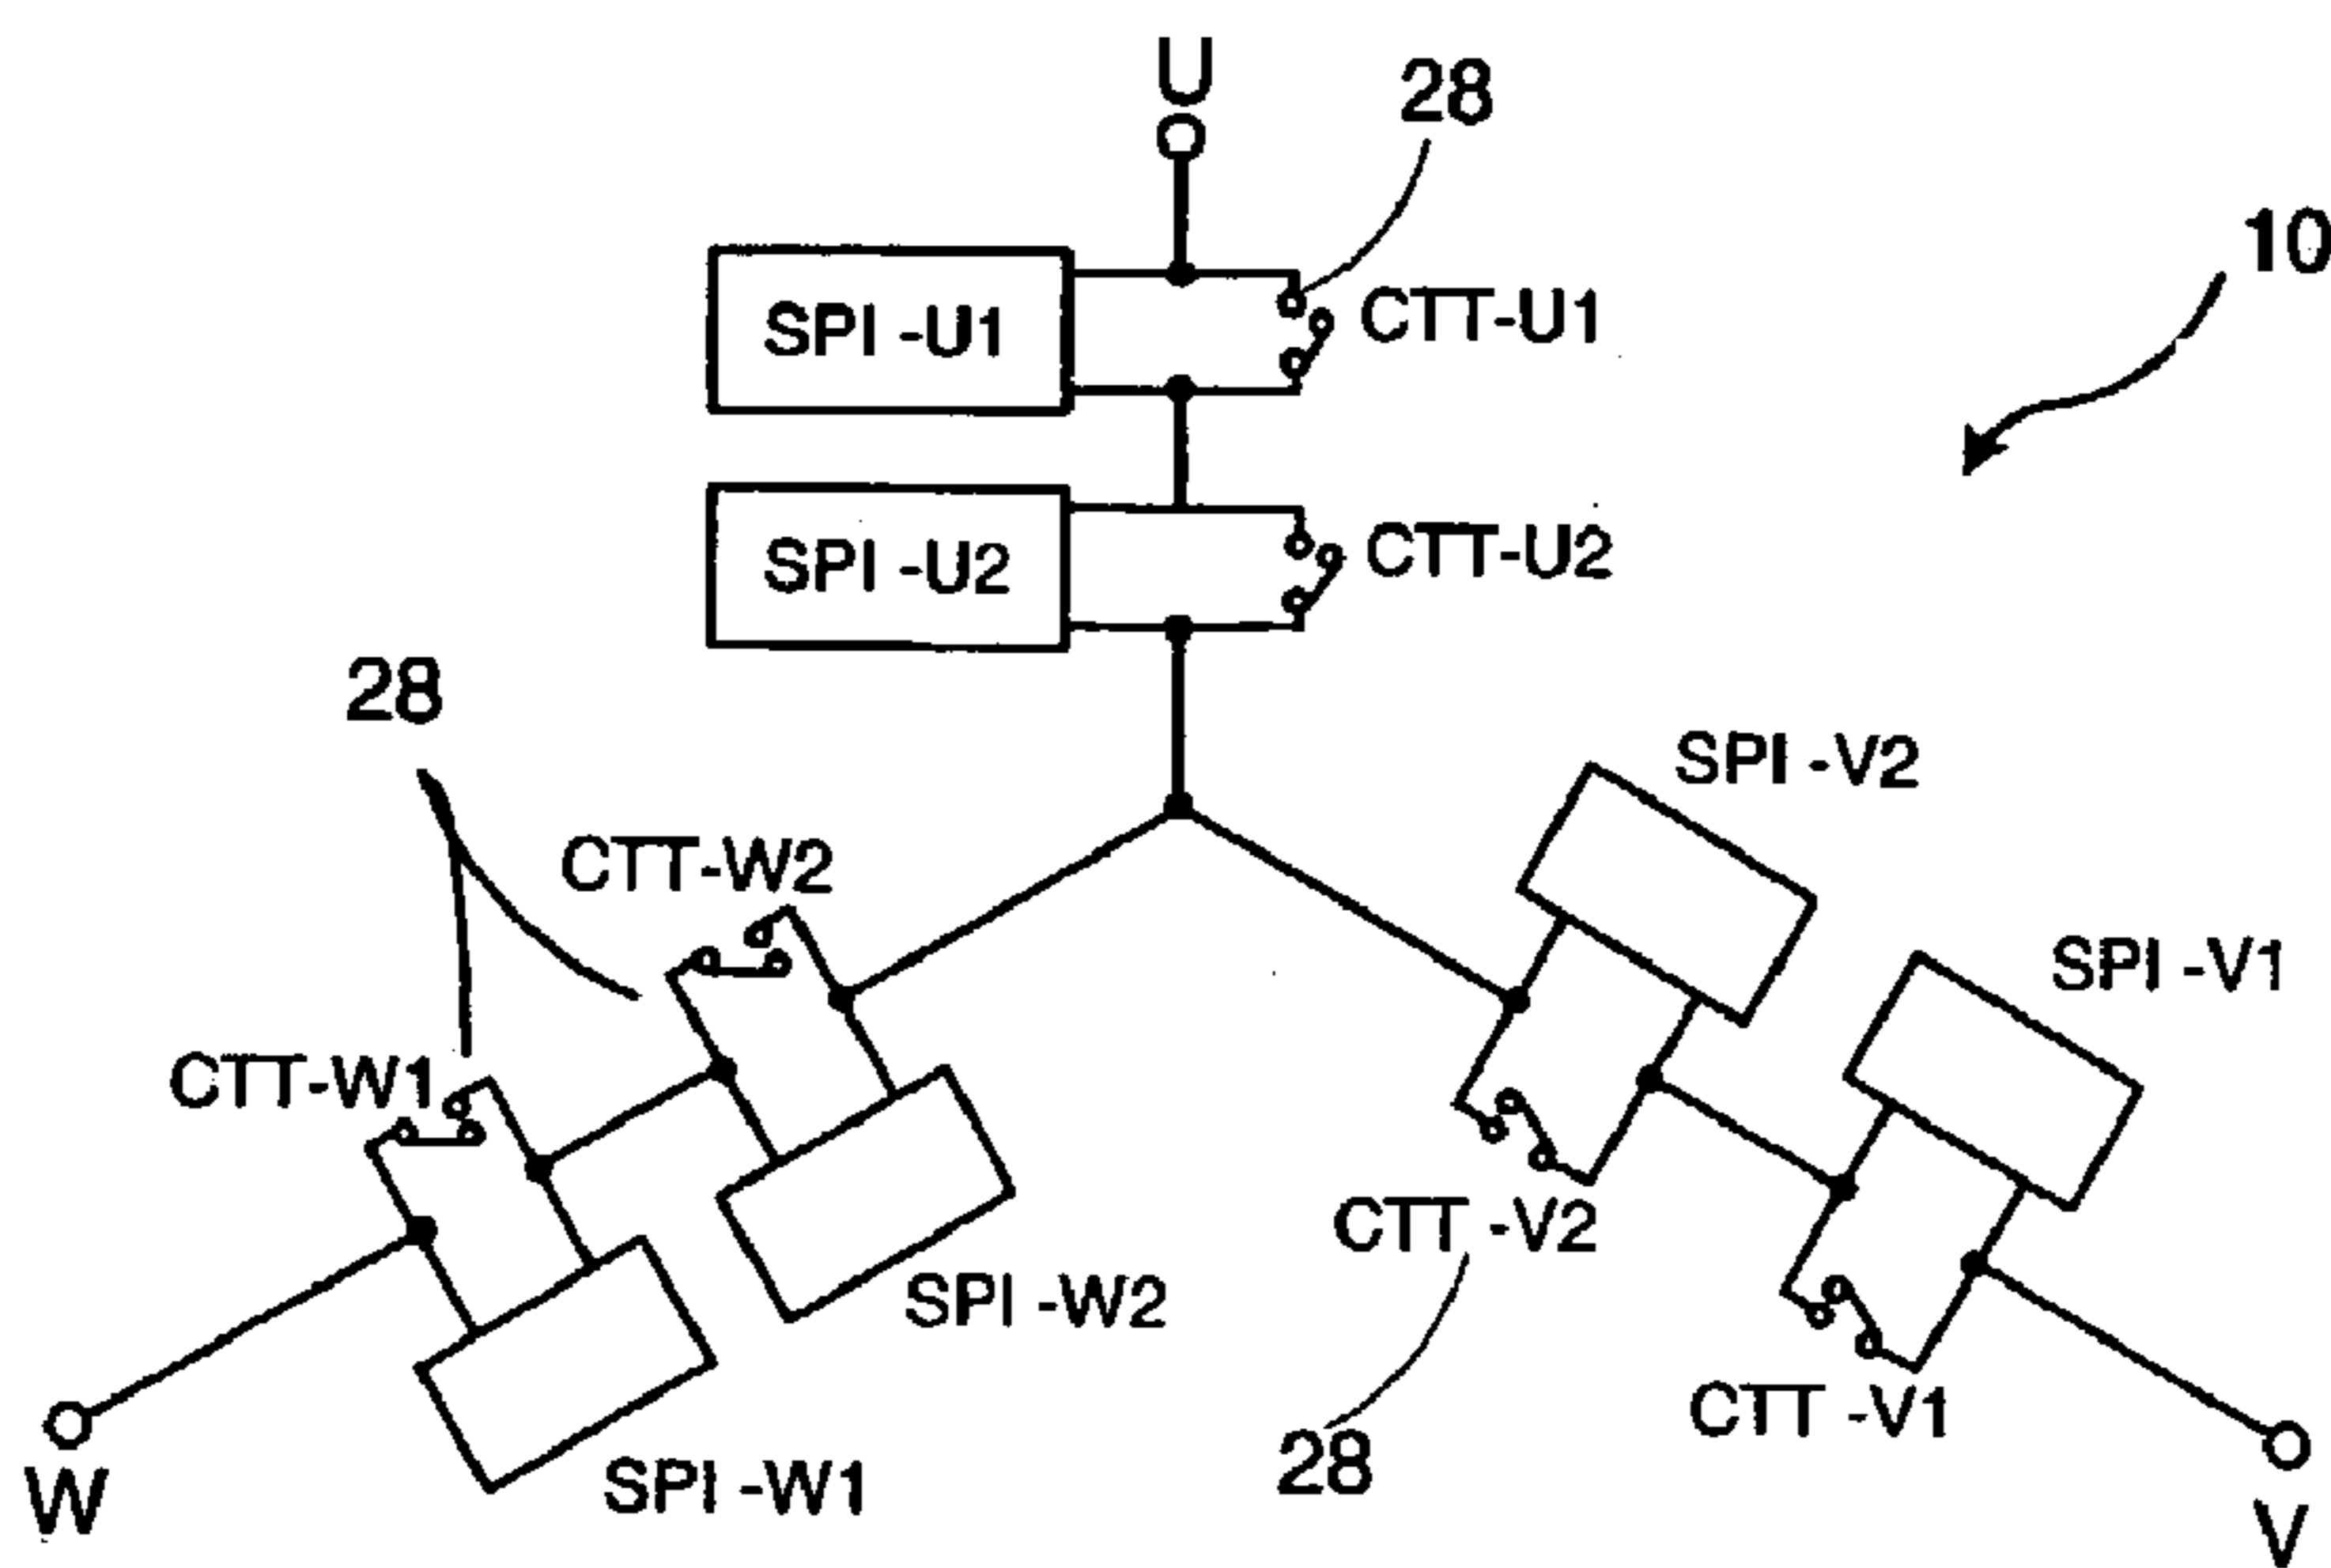 U
28
10
SPI -U1
CTT-U1
SPI -U2
CTT-U2
28
SPI -V2
CTT-W2
SPI -V1
CTT-W1
CTT -V2
SPI -W2
CTT -V1
28
SPI -W1
W
V